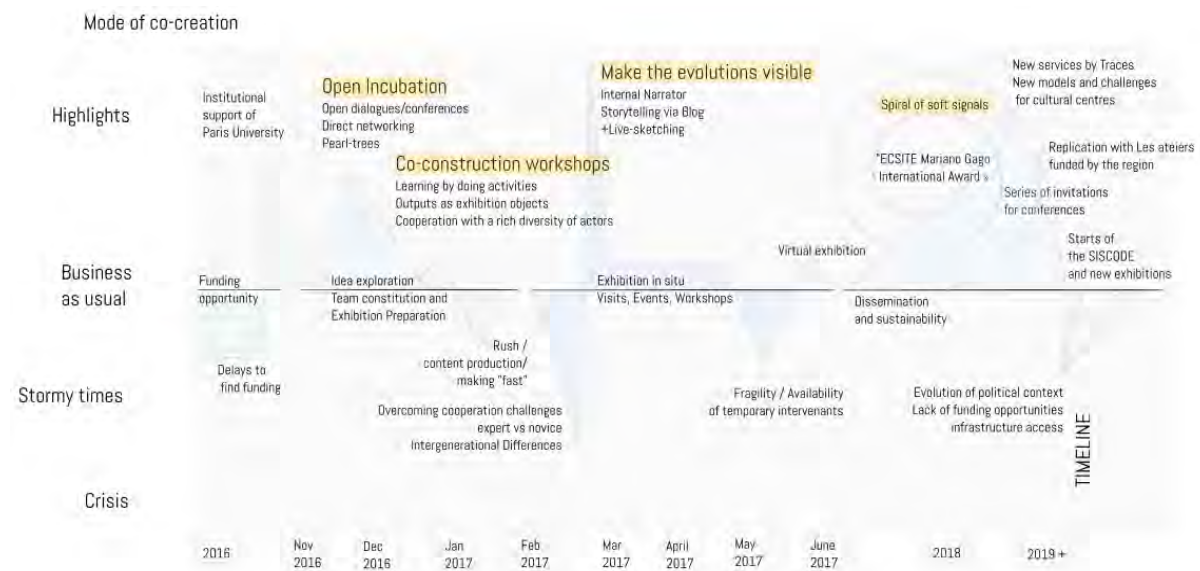 Mode of co-creation
Highlights
Institutional
support of
Paris University
Open Incubation
Open dialogues/conferences
Direct networking
Pearl-trees
Co-construction workshops
Learning by doing activities
Outputs as exhibition objects
Cooperation with a rich diversity of actors
Make the evolutions visible
Internal Narrator
Storytelling via Blog
+Live-sketching
Spiral of soft signals
"ECSITE Mariano Gago
International Award »
New services by Traces
New models and challenges
for cultural centres
Replication with Les ateiers
funded by the region
Series of invitations
for conferences
Business
as usual
Funding
opportunity
Idea exploration
Team constitution and
Exhibition Preparation
Exhibition in situ
Visits, Events, Workshops
Virtual exhibition
Dissemination
and sustainability
Starts of
the SISCODE
and new exhibitions
Stormy times
Delays to
find funding
Rush /
content production/
making "fast"
Overcoming cooperation challenges
expert vs novice
Intergenerational Differences
Fragility / Availability
of temporary intervenants
Evolution of political context
Lack of funding opportunities
infrastructure access
TIMELINE
Crisis
2016
Nov
2016
Dec
2016
Jan
2017
Feb
2017
Mar
2017
April
2017
May
2017
June
2017
2018
2019 +